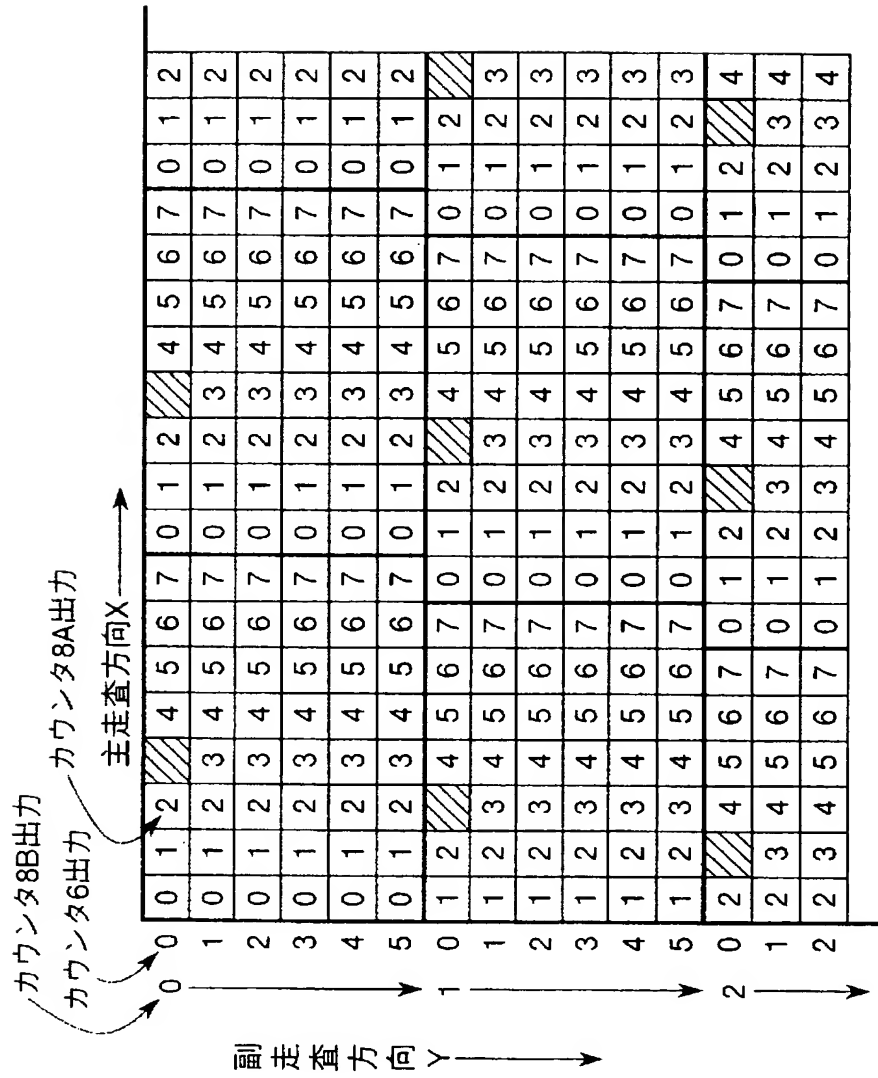 カウンタ8B出力
カウンタ6出力
カウンタ8A出力
主走査方向X
副走査方向Y
0 0 0 1 2 4 5 6 7 0 1 2 4 5 6 7 0 1 2
1 0 1 2 3 4 5 6 7 0 1 2 3 4 5 6 7 0 1 2
2 0 1 2 3 4 5 6 7 0 1 2 3 4 5 6 7 0 1 2
3 0 1 2 3 4 5 6 7 0 1 2 3 4 5 6 7 0 1 2
4 0 1 2 3 4 5 6 7 0 1 2 3 4 5 6 7 0 1 2
5 0 1 2 3 4 5 6 7 0 1 2 3 4 5 6 7 0 1 2
1 0 1 2 4 5 6 7 0 1 2 4 5 6 7 0 1 2
1 1 2 3 4 5 6 7 0 1 2 3 4 5 6 7 0 1 2 3
2 1 2 3 4 5 6 7 0 1 2 3 4 5 6 7 0 1 2 3
3 1 2 3 4 5 6 7 0 1 2 3 4 5 6 7 0 1 2 3
4 1 2 3 4 5 6 7 0 1 2 3 4 5 6 7 0 1 2 3
5 1 2 3 4 5 6 7 0 1 2 3 4 5 6 7 0 1 2 3
2 0 2 4 5 6 7 0 1 2 4 5 6 7 0 1 2 4
1 2 3 4 5 6 7 0 1 2 3 4 5 6 7 0 1 2 3 4
2 2 3 4 5 6 7 0 1 2 3 4 5 6 7 0 1 2 3 4